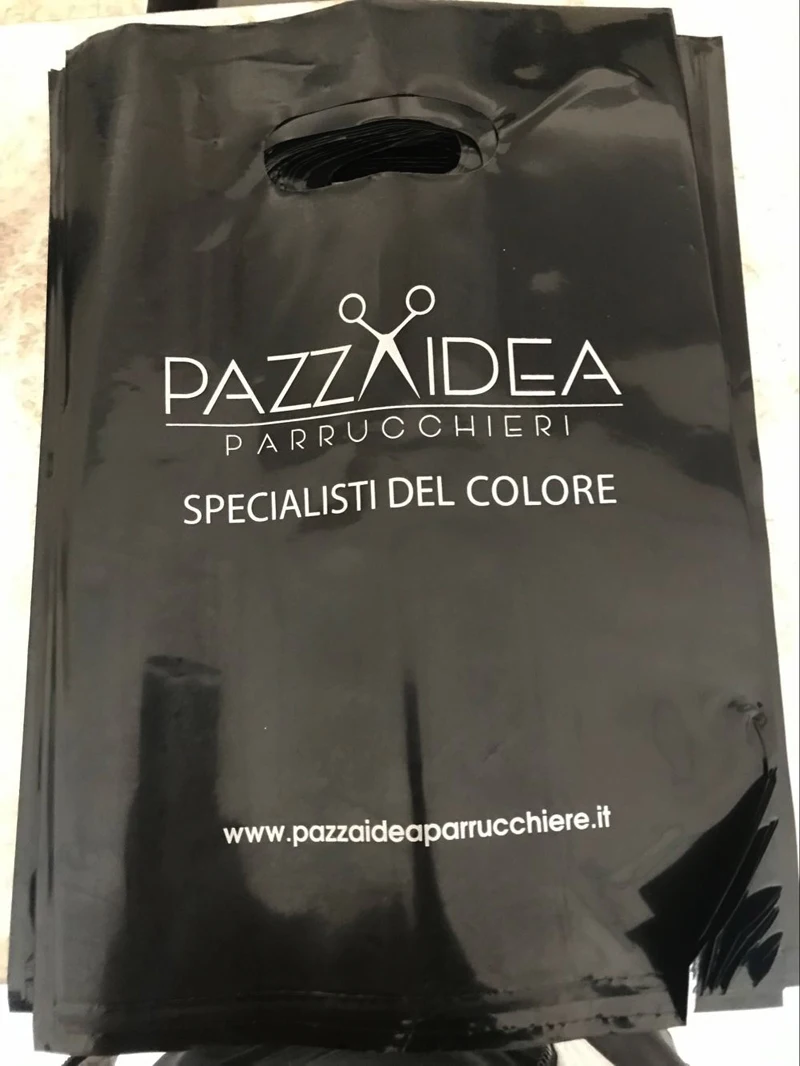 PAZZAIDEA
PARRUCCHIERI
SPECIALISTI DEL COLORE
www.pazzaideaparrucchiere.it